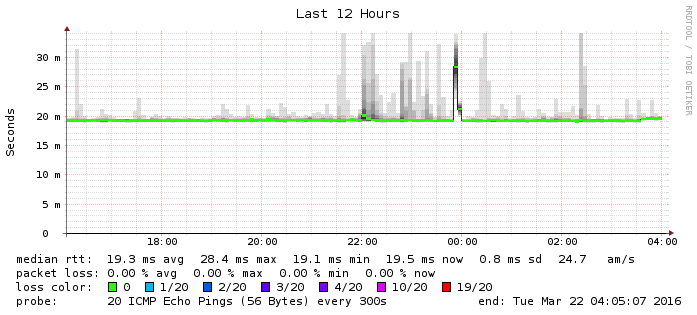 Last 12 Hours
RRDTOOL / TOBI OETIKER
Seconds
30 m
25 m
20 m
15 m
10 m
5 m
0
18:00 20:00 22:00 00:00 02:00 04:00
median rtt: 19.3 ms avg 28.4 ms max 19.1 ms min 19.5 ms now 0.8 ms sd 24.7 am/s
packet loss: 0.00 % avg 0.00 % max 0.00 % min 0.00 % now
loss color: 0 1/20 2/20 3/20 4/20 10/20 19/20
probe: 20 ICMP Echo Pings (56 Bytes) every 300s end: Tue Mar 22 04:05:07 2016